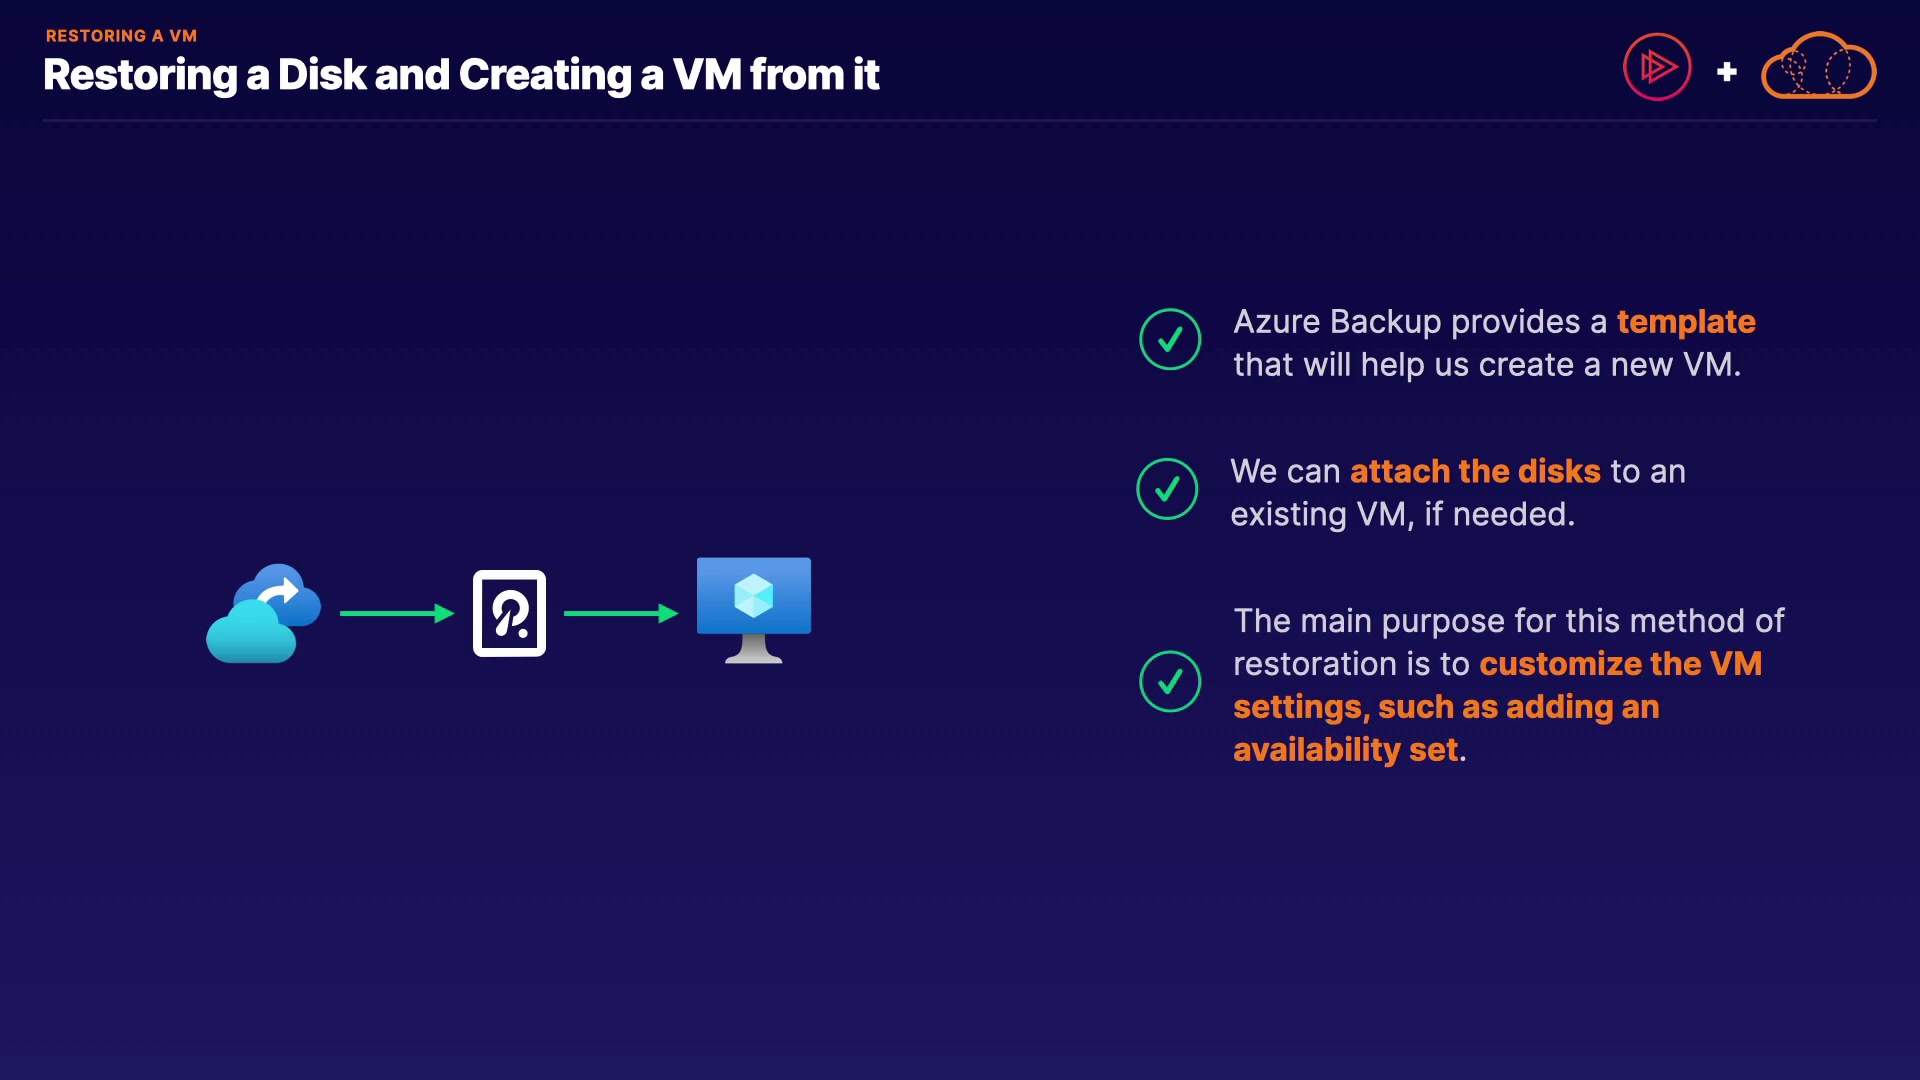 RESTORING A VM
Restoring a Disk and Creating a VM from it
+
Azure Backup provides a template
that will help us create a new VM.
We can attach the disks to an
existing VM, if needed.
The main purpose for this method of
restoration is to customize the VM
settings, such as adding an
availability set.